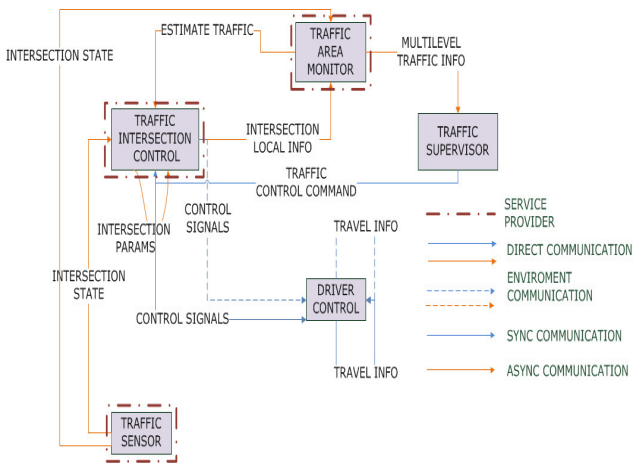 INTERSECTION STATE
ESTIMATE TRAFFIC
TRAFFIC
AREA
MONITOR
MULTILEVEL
TRAFFIC INFO
TRAFFIC
INTERSECTION
CONTROL
INTERSECTION
LOCAL INFO
TRAFFIC
SUPERVISOR
TRAFFIC
CONTROL COMMAND
INTERSECTION
PARAMS
CONTROL
SIGNALS
TRAVEL INFO
INTERSECTION
STATE
CONTROL SIGNALS
DRIVER
CONTROL
TRAVEL INFO
TRAFFIC
SENSOR
SERVICE
PROVIDER
DIRECT COMMUNICATION
ENVIROMENT
COMMUNICATION
SYNC COMMUNICATION
ASYNC COMMUNICATION